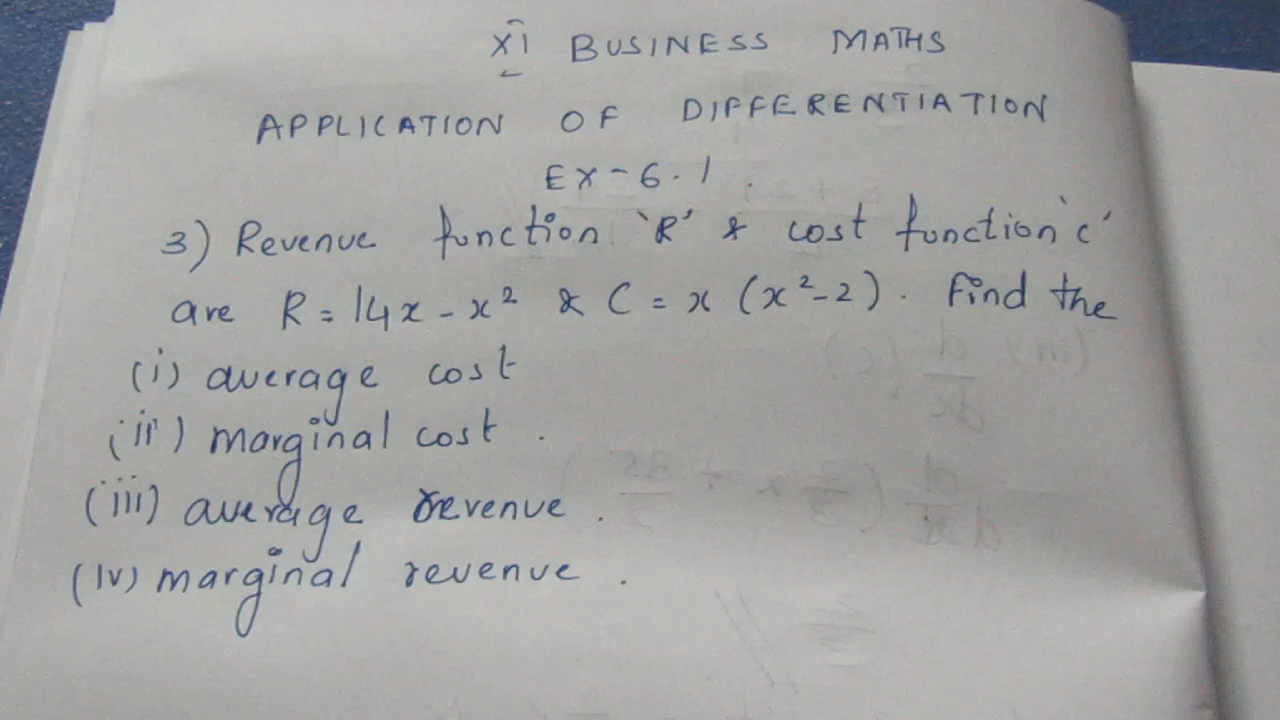 XI BUSINESS MATHS
APPLICATION OF DIFFERENTIATION
EX-6.1
3) Revenue function 'R' & cost function 'c'
are R = 14x - x² & C = x (x²-2). Find the
(i) average cost
(ii) marginal cost.
(iii) average revenue.
(iv) marginal revenue.